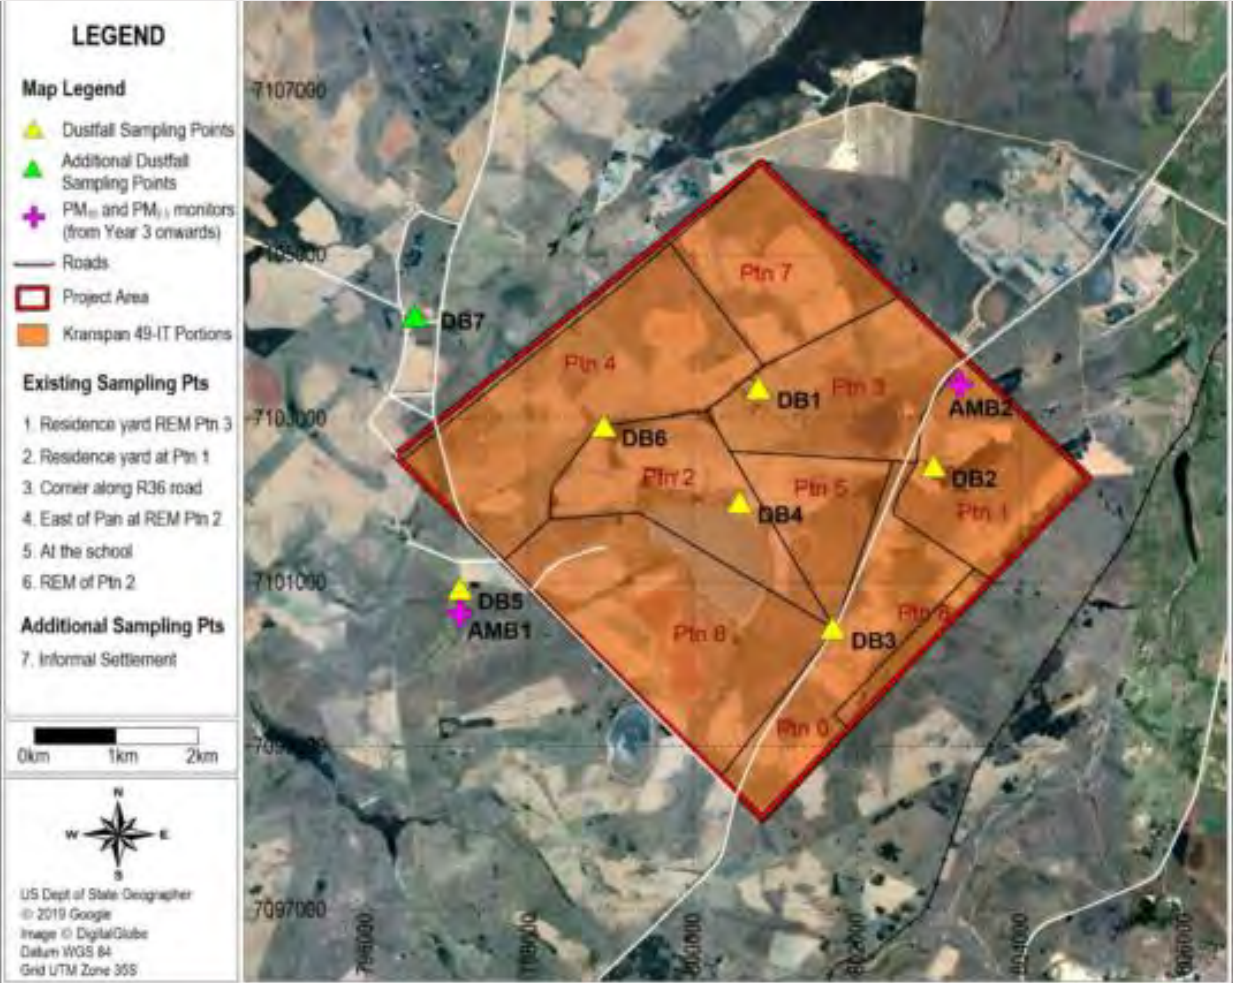 LEGEND
Map Legend
Dustfall Sampling Points
Additional Dustfall
Sampling Points
PM₁₀ and PM₂.₅ monitors
(from Year 3 onwards)
Roads
Project Area
Kranspan 49-IT Portions
Existing Sampling Pts
1. Residence yard REM Ptn 3
2. Residence yard at Ptn 1
3. Corner along R36 road
4. East of Pan at REM Ptn 2
5. At the school
6. REM of Ptn 2
Additional Sampling Pts
7. Informal Settlement
0km 1km 2km
N
W E
S
US Dept of State Geographer
© 2019 Google
Image © DigitalGlobe
Datum WGS 84
Grid UTM Zone 35S
7107000
7105000
Ptn 7
DB7
Ptn 4
Ptn 3
DB1
AMB2
7103000
DB6
Ptn 2
DB2
Ptn 5
DB4
Ptn 1
7101000
DB5
AMB1
Ptn 8
DB3
7097000
802000
804000
806000